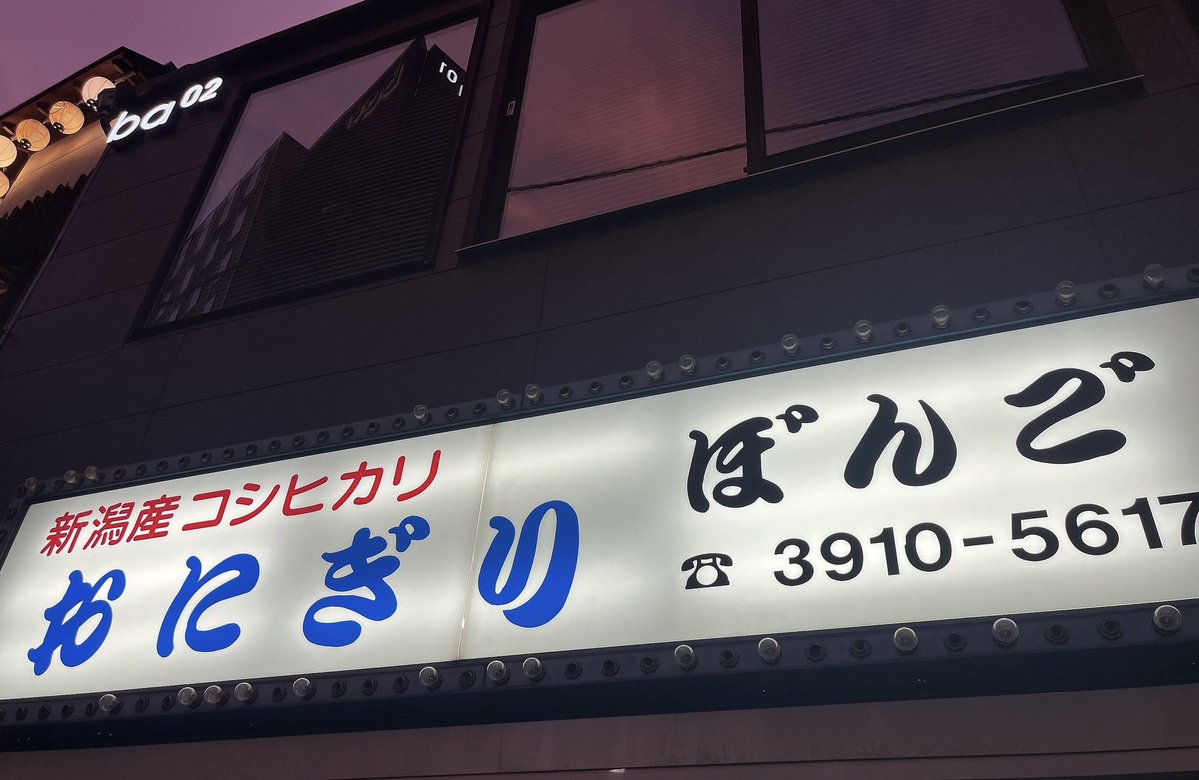 ba 02
新潟産コシヒカリ
おにぎり
ぼんご
☎ 3910-5617